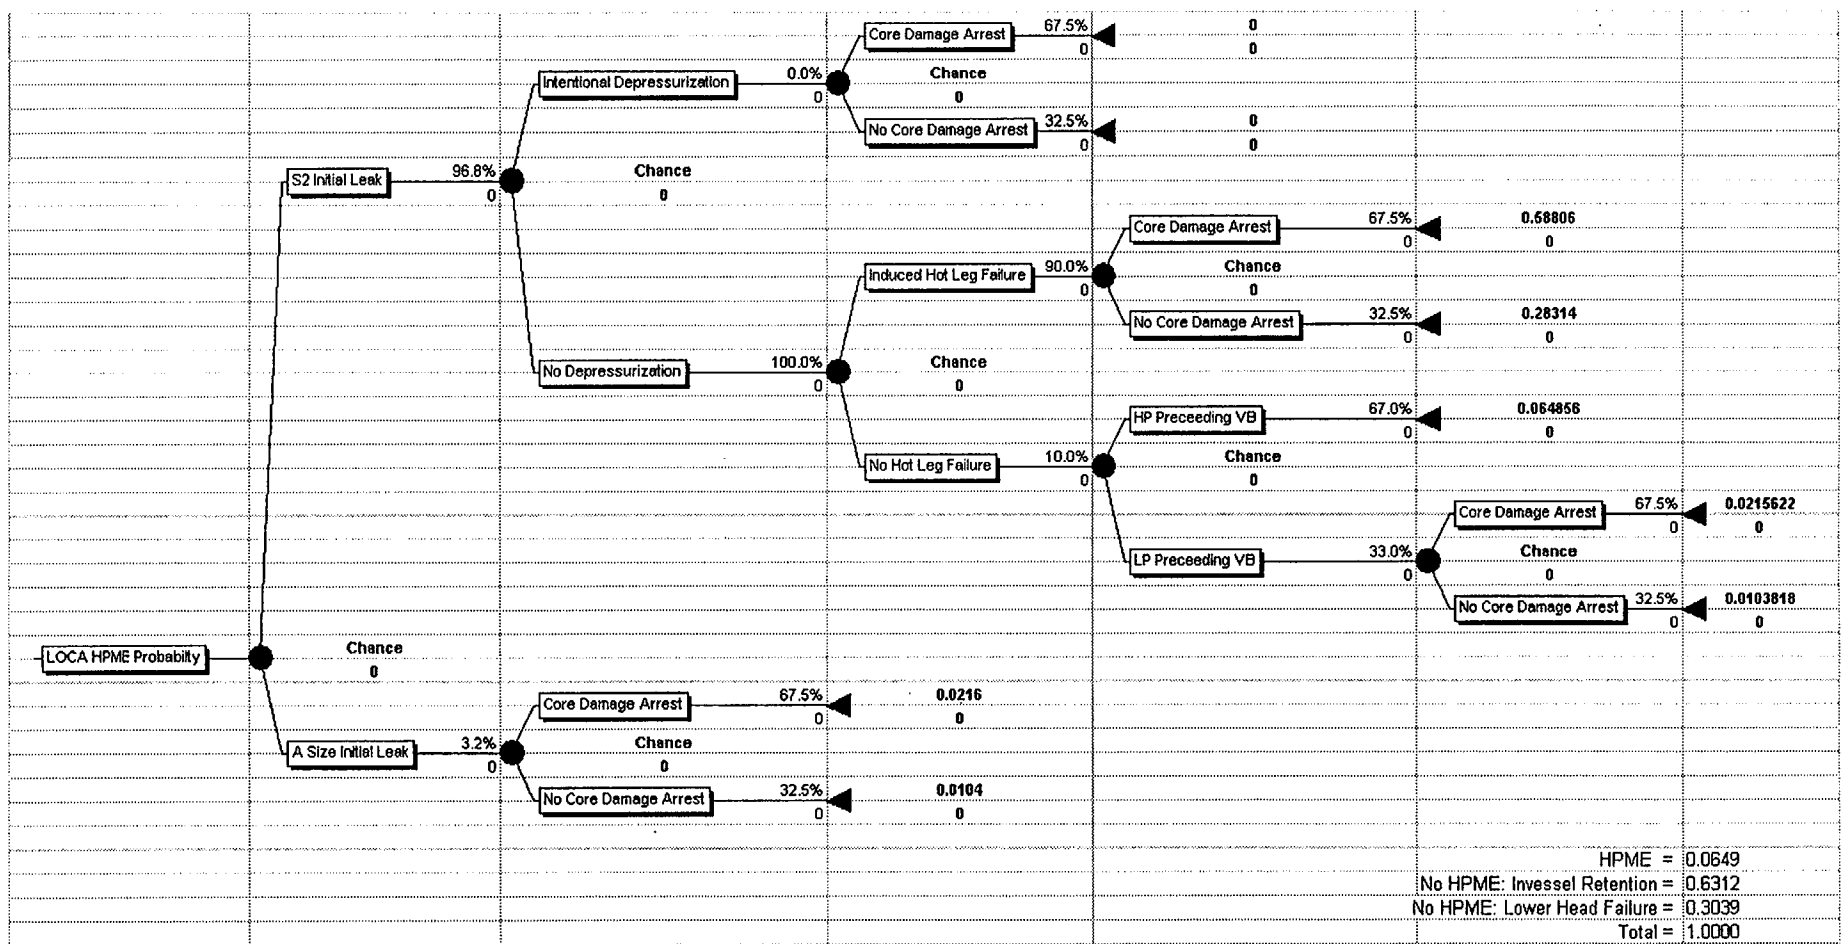 Core Damage Arrest 67.5% 0
0 0
Intentional Depressurization 0.0% Chance
0 0
No Core Damage Arrest 32.5% 0
0 0
S2 Initial Leak 96.8% Chance
0 0
Core Damage Arrest 67.5% 0.58806
0 0
Induced Hot Leg Failure 90.0% Chance
0 0
No Core Damage Arrest 32.5% 0.28314
0 0
No Depressurization 100.0% Chance
0 0
HP Preceeding VB 67.0% 0.064856
0 0
No Hot Leg Failure 10.0% Chance
0 0
Core Damage Arrest 67.5% 0.0215622
0 0
LP Preceeding VB 33.0% Chance
0 0
No Core Damage Arrest 32.5% 0.0103818
0 0
LOCA HPME Probabilty Chance
0
Core Damage Arrest 67.5% 0.0216
0 0
A Size Initial Leak 3.2% Chance
0 0
No Core Damage Arrest 32.5% 0.0104
0 0
HPME = 0.0649
No HPME: Invessel Retention = 0.6312
No HPME: Lower Head Failure = 0.3039
Total = 1.0000